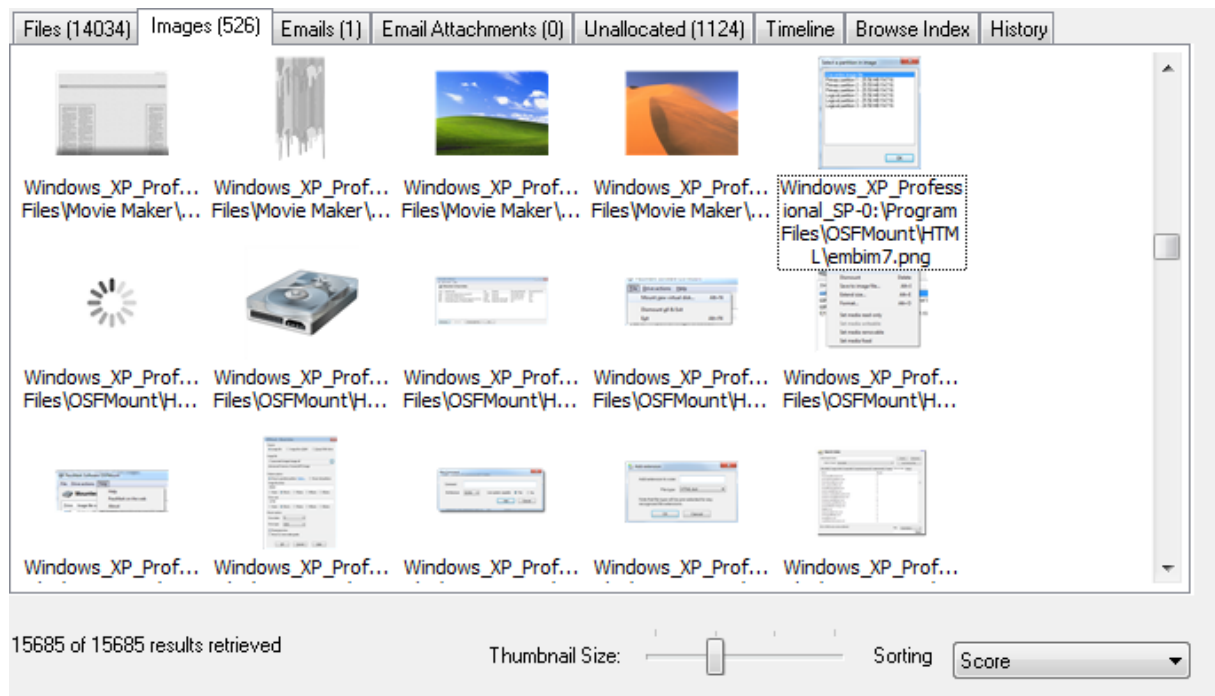 Files (14034) Images (526) Emails (1) Email Attachments (0) Unallocated (1124) Timeline Browse Index History
Windows_XP_Prof... Windows_XP_Prof... Windows_XP_Prof... Windows_XP_Prof... Windows_XP_Profess
Files\Movie Maker\... Files\Movie Maker\... Files\Movie Maker\... Files\Movie Maker\... ional_SP-0:\Program
Files\OSFMount\HTM
L\embim7.png
Windows_XP_Prof... Windows_XP_Prof... Windows_XP_Prof... Windows_XP_Prof... Windows_XP_Prof...
Files\OSFMount\H... Files\OSFMount\H... Files\OSFMount\H... Files\OSFMount\H... Files\OSFMount\H...
Windows_XP_Prof... Windows_XP_Prof... Windows_XP_Prof... Windows_XP_Prof... Windows_XP_Prof...
15685 of 15685 results retrieved Thumbnail Size: Sorting Score